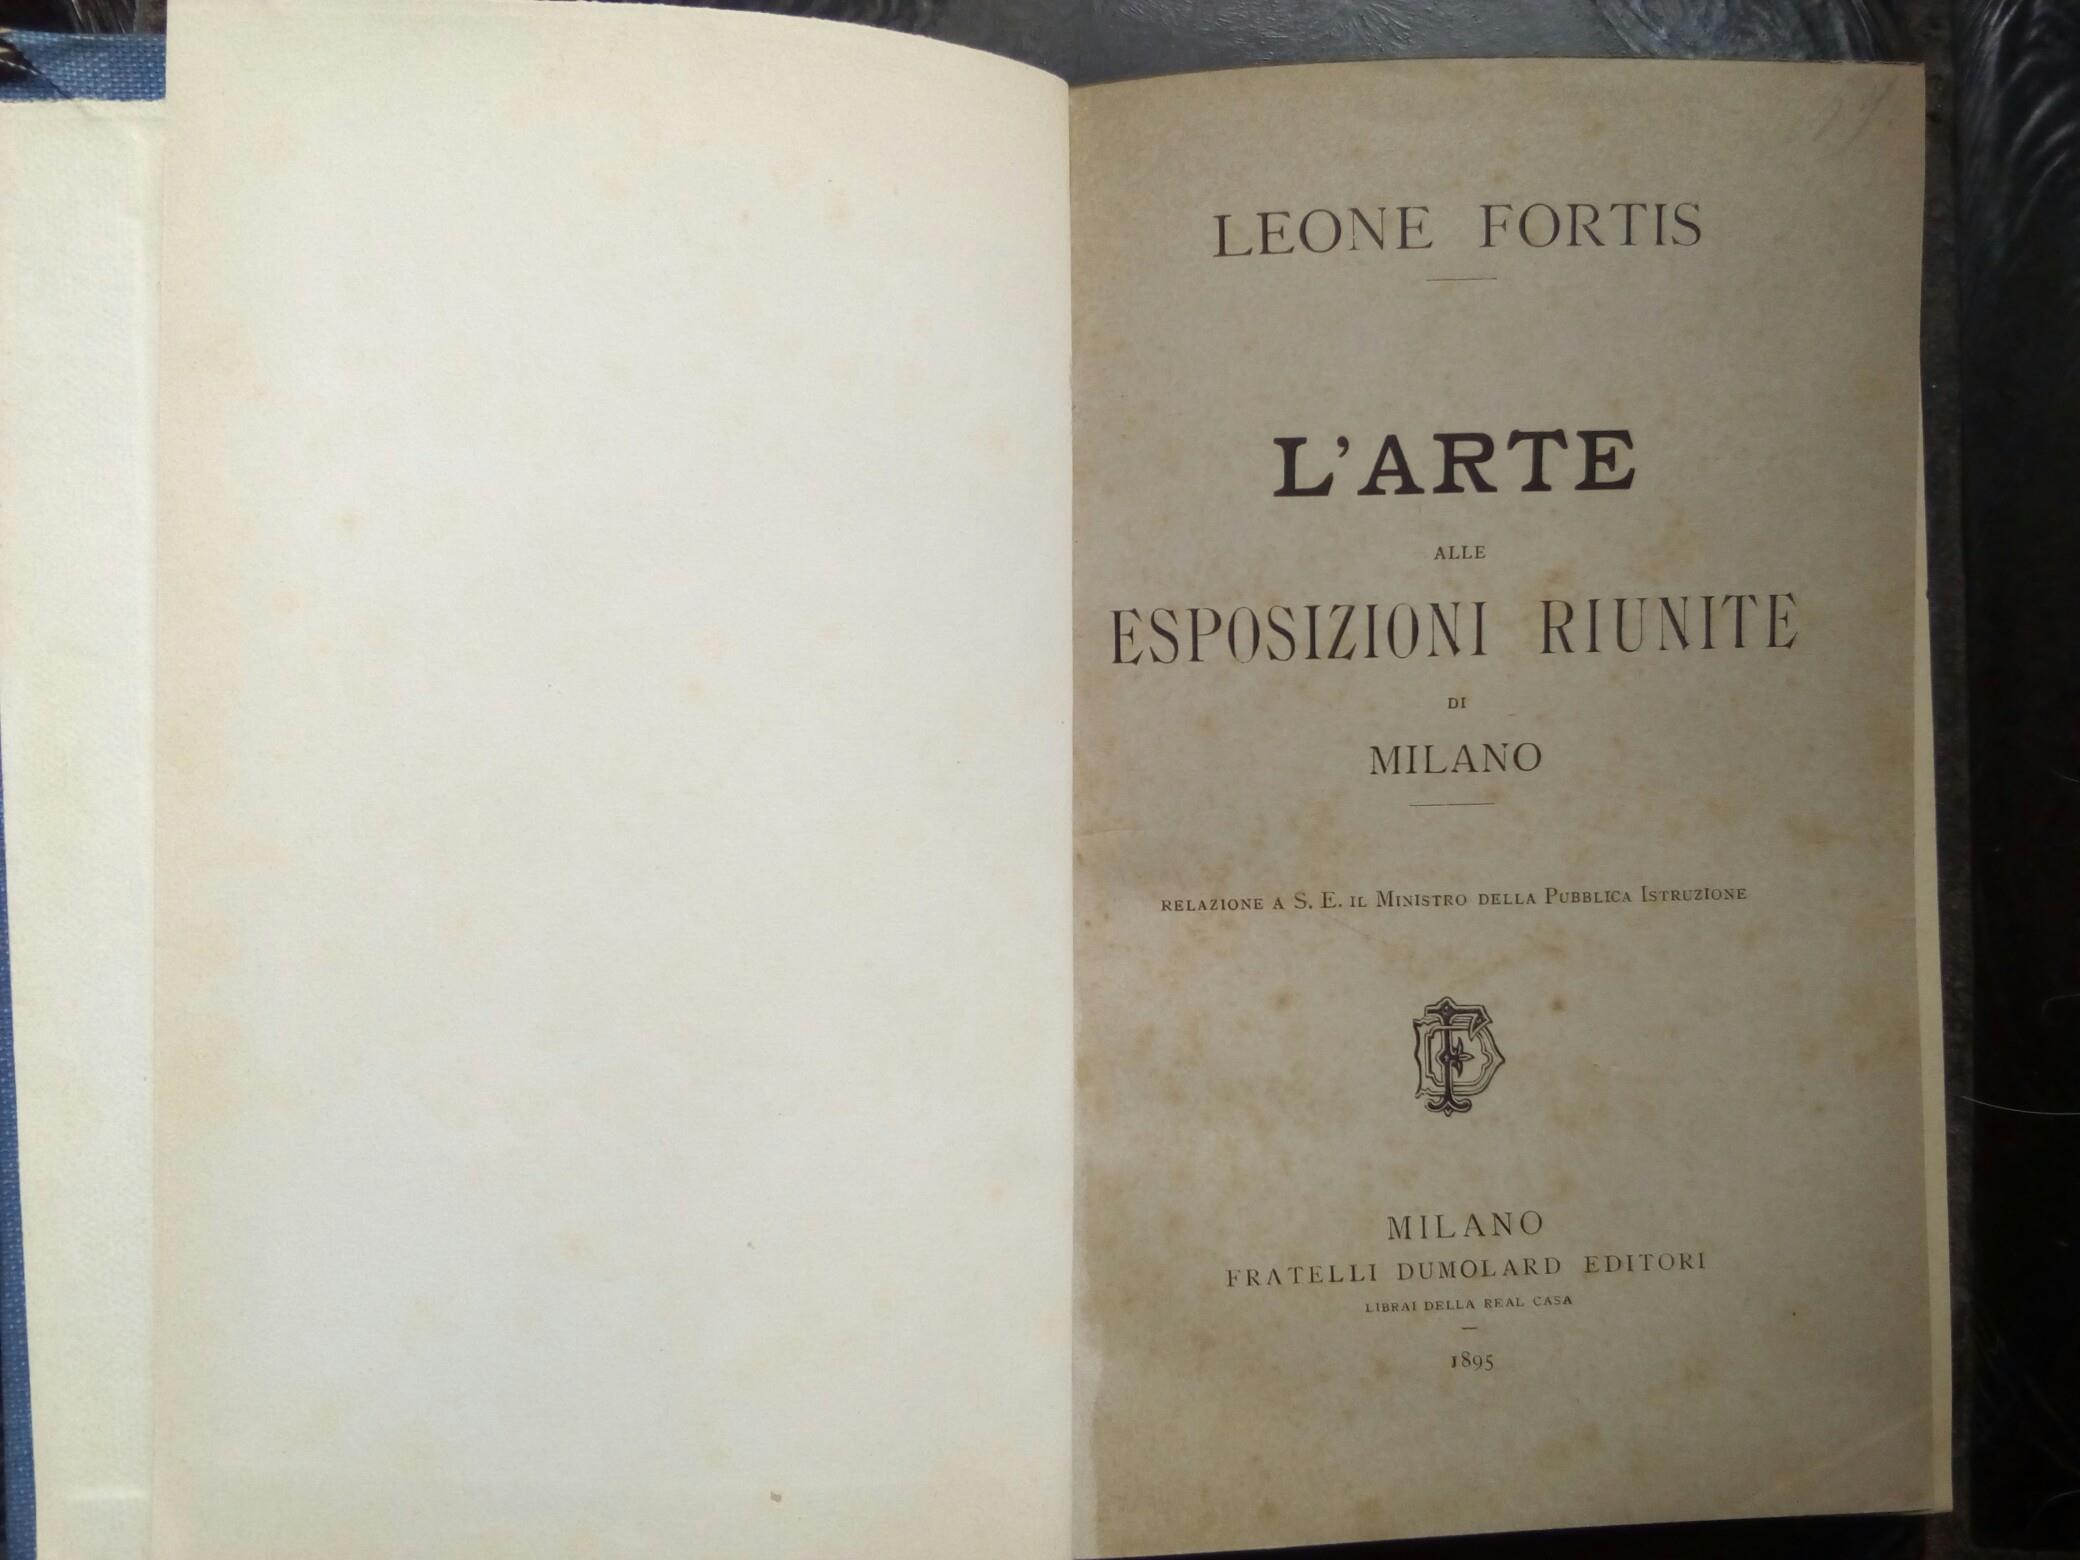 LEONE FORTIS
L'ARTE
ALLE
ESPOSIZIONI RIUNITE
DI
MILANO
RELAZIONE A S. E. IL MINISTRO DELLA PUBBLICA ISTRUZIONE
MILANO
FRATELLI DUMOLARD EDITORI
LIBRAI DELLA REAL CASA
1895